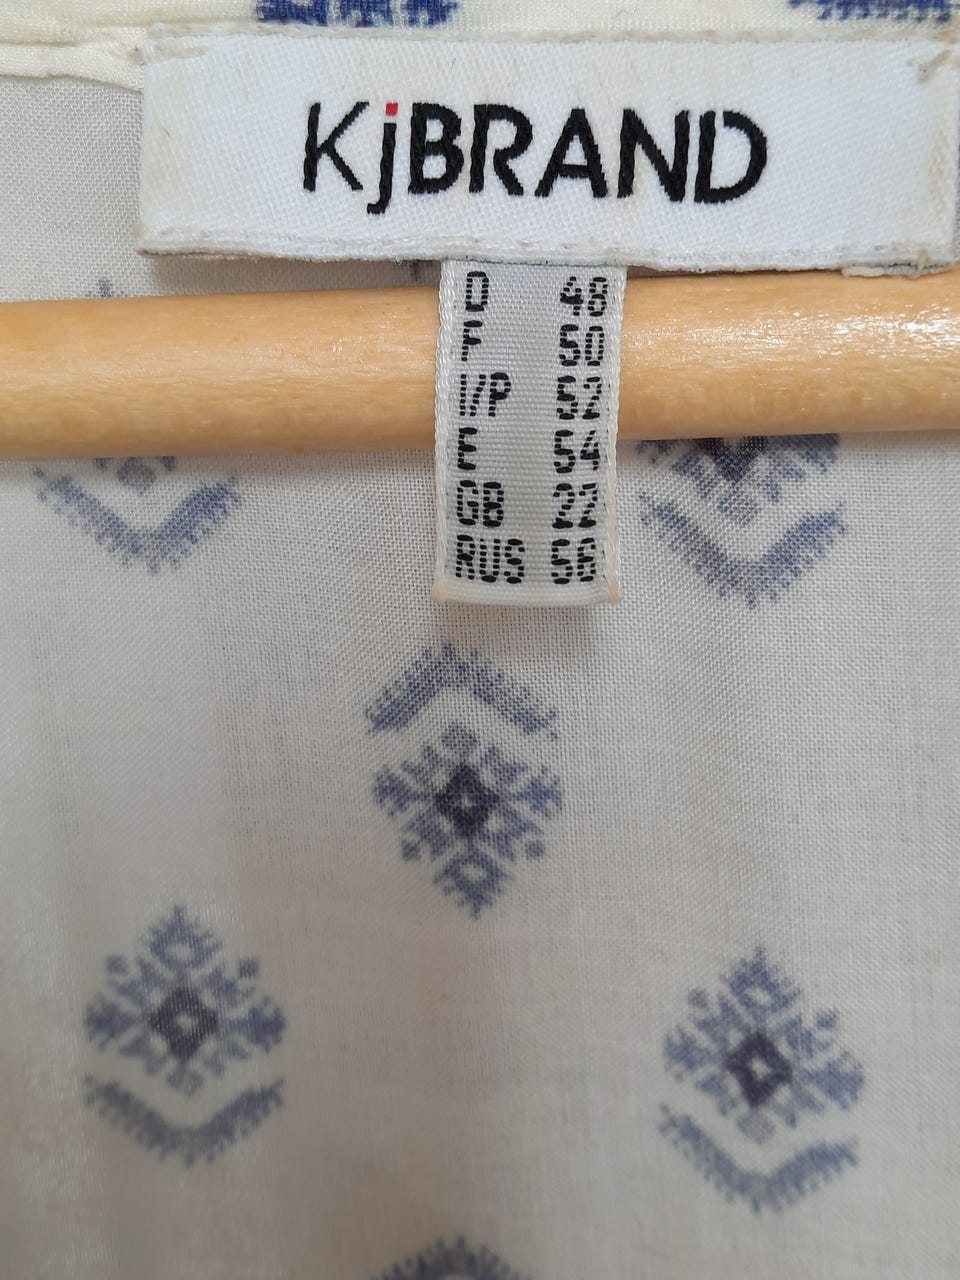 KjBRAND
D 48
F 50
I/P 52
E 54
GB 22
RUS 56